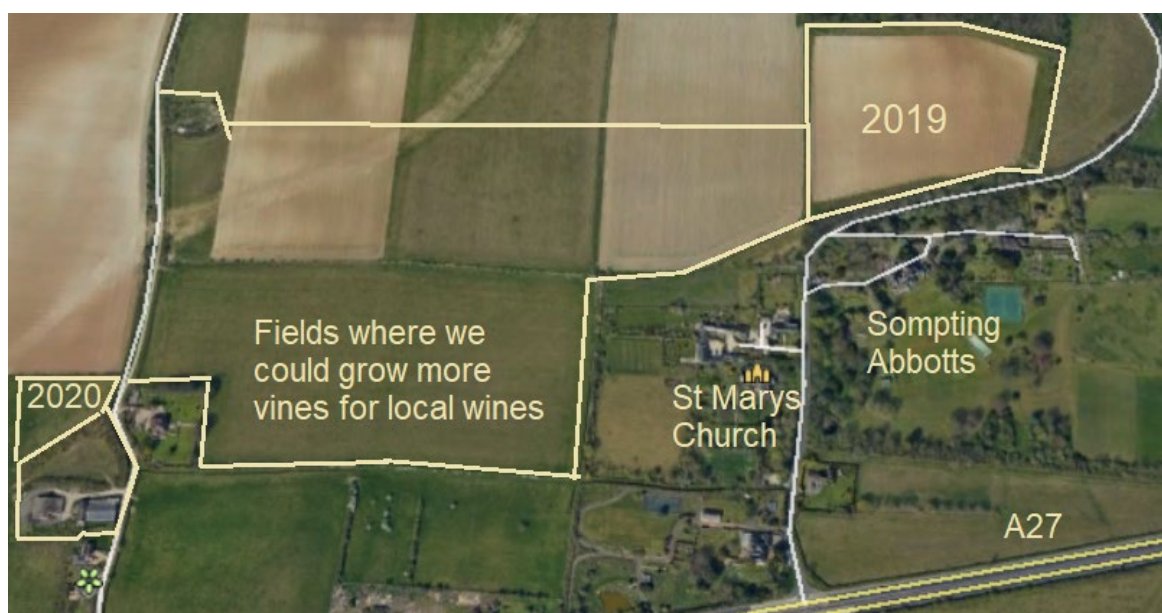 2019
Fields where we
could grow more
vines for local wines
Sompting
Abbotts
2020
St Marys
Church
A27